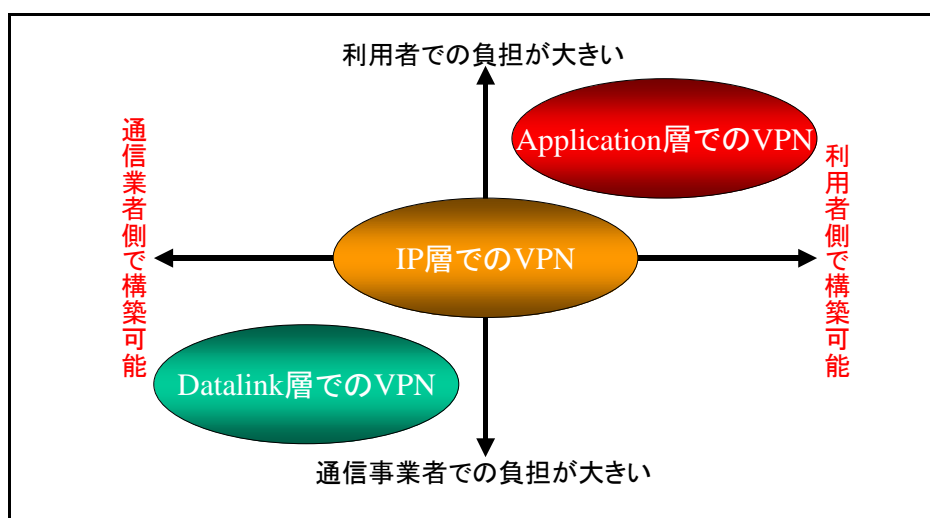 利用者での負担が大きい
Application層でのVPN
通信業者側で構築可能
利用者側で構築可能
IP層でのVPN
Datalink層でのVPN
通信事業者での負担が大きい